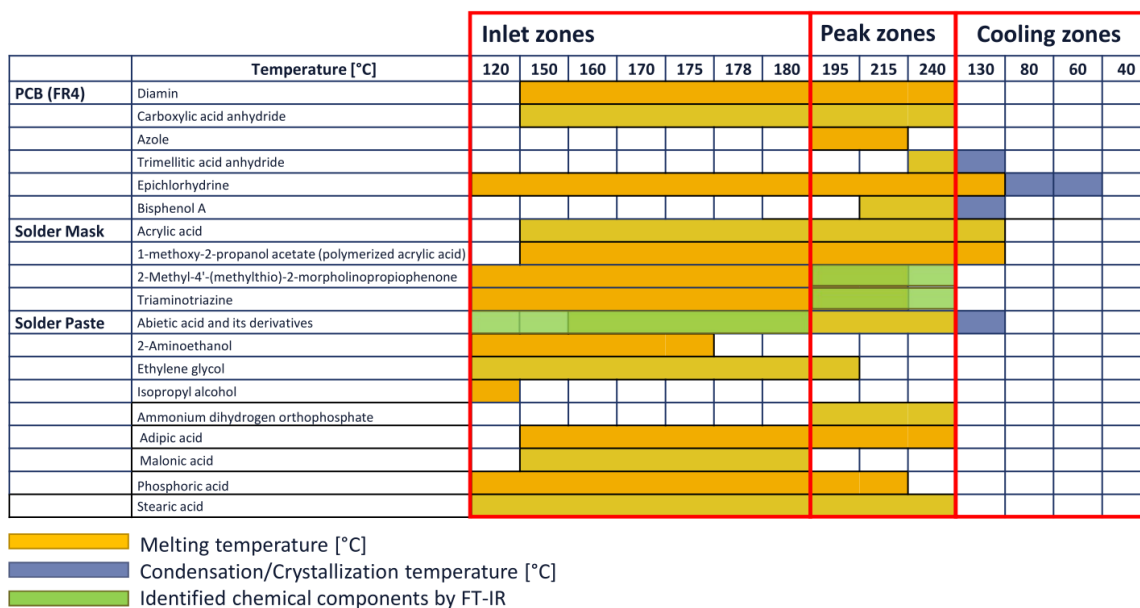 Inlet zones Peak zones Cooling zones
Temperature [°C] 120 150 160 170 175 178 180 195 215 240 130 80 60 40
PCB (FR4) Diamin
Carboxylic acid anhydride
Azole
Trimellitic acid anhydride
Epichlorhydrine
Bisphenol A
Solder Mask Acrylic acid
1-methoxy-2-propanol acetate (polymerized acrylic acid)
2-Methyl-4'-(methylthio)-2-morpholinopropiophenone
Triaminotriazine
Solder Paste Abietic acid and its derivatives
2-Aminoethanol
Ethylene glycol
Isopropyl alcohol
Ammonium dihydrogen orthophosphate
Adipic acid
Malonic acid
Phosphoric acid
Stearic acid
Melting temperature [°C]
Condensation/Crystallization temperature [°C]
Identified chemical components by FT-IR